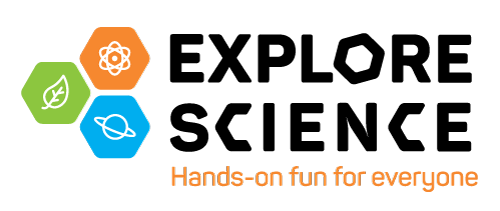 EXPLORE
SCIENCE
Hands-on fun for everyone